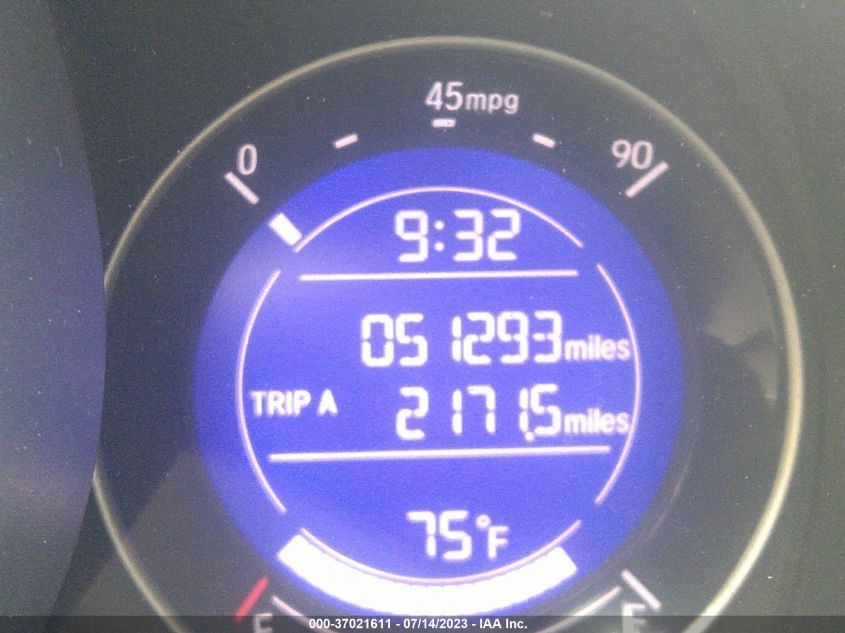 45mpg
0 90
9:32
051293miles
TRIP A 2171.5miles
75°F
E F
000-37021611 - 07/14/2023 - IAA Inc.